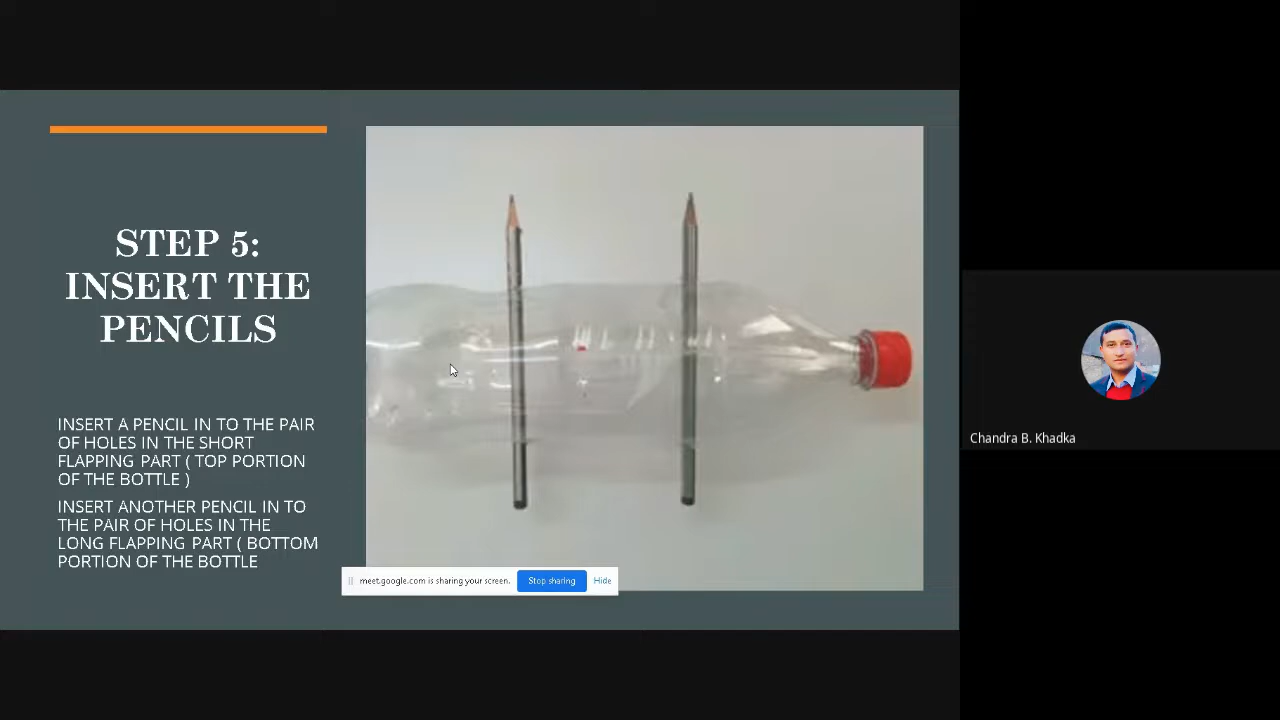 STEP 5:
INSERT THE
PENCILS
INSERT A PENCIL IN TO THE PAIR
OF HOLES IN THE SHORT
FLAPPING PART ( TOP PORTION
OF THE BOTTLE )
INSERT ANOTHER PENCIL IN TO
THE PAIR OF HOLES IN THE
LONG FLAPPING PART ( BOTTOM
PORTION OF THE BOTTLE
meet.google.com is sharing your screen. Stop sharing Hide
Chandra B. Khadka